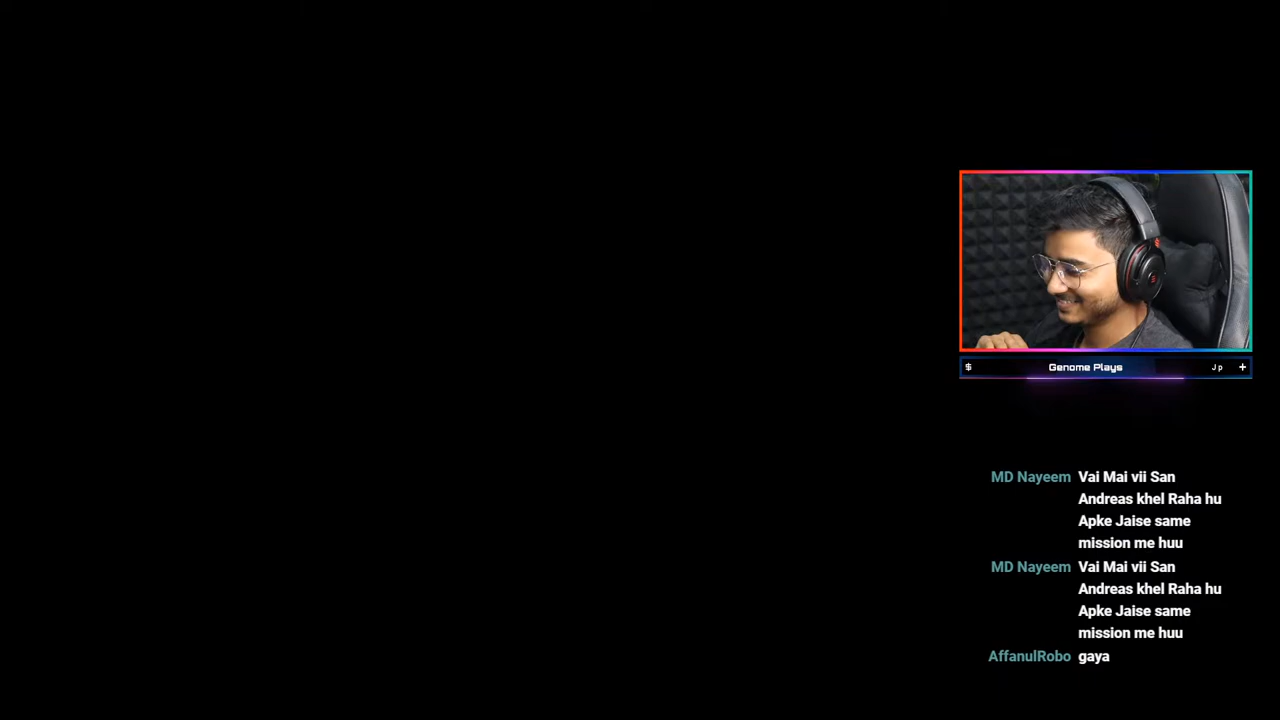 $ Genome Plays Jp +
MD Nayeem Vai Mai vii San
Andreas khel Raha hu
Apke Jaise same
mission me huu
MD Nayeem Vai Mai vii San
Andreas khel Raha hu
Apke Jaise same
mission me huu
AffanulRobo gaya